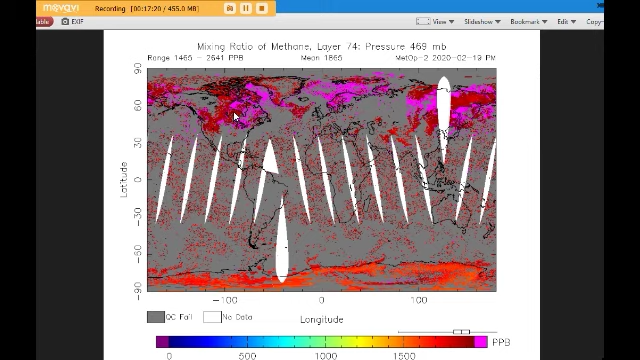 movavi Recording 00:17:20 / 455.0 MB
EXIF View Slideshow Bookmark Edit Copy
Mixing Ratio of Methane, Layer 74: Pressure 469 mb
Range 1465 - 2641 PPB Mean 1865 MetOp-2 2020-02-19 PM
90
60
30
0
-30
-60
-90
Latitude
-100 0 100
QC Fail No Data Longitude
PPB
0 500 1000 1500